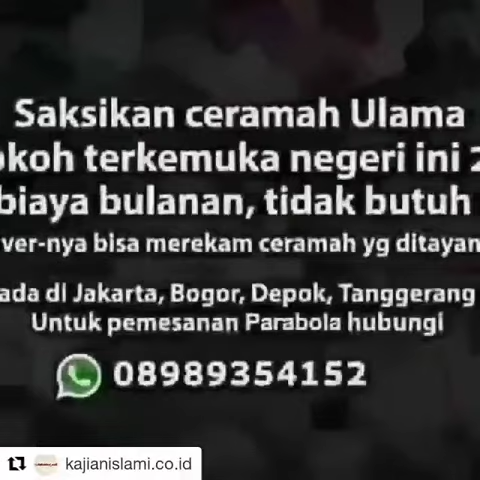 Saksikan ceramah Ulama
okoh terkemuka negeri ini 2
biaya bulanan, tidak butuh
ver-nya bisa merekam ceramah yg ditayan
ada di Jakarta, Bogor, Depok, Tanggerang
Untuk pemesanan Parabola hubungi
08989354152
kajianislami.co.id